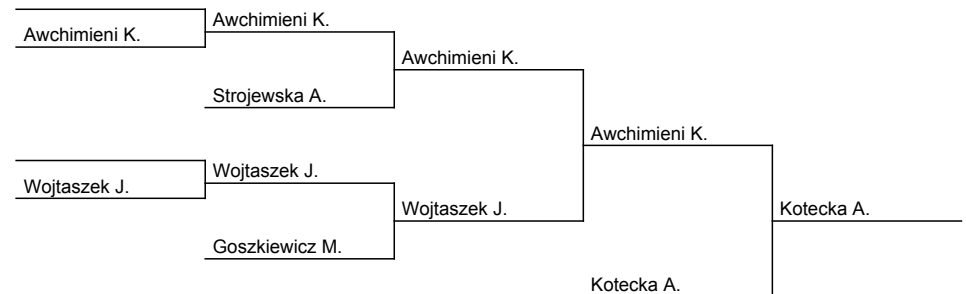 Awchimieni K.
Awchimieni K.
Awchimieni K.
Strojewska A.
Awchimieni K.
Wojtaszek J.
Wojtaszek J.
Wojtaszek J.
Kotecka A.
Goszkiewicz M.
Kotecka A.